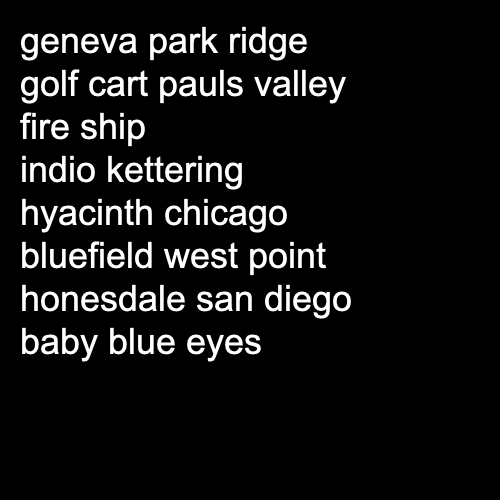 geneva park ridge
golf cart pauls valley
fire ship
indio kettering
hyacinth chicago
bluefield west point
honesdale san diego
baby blue eyes